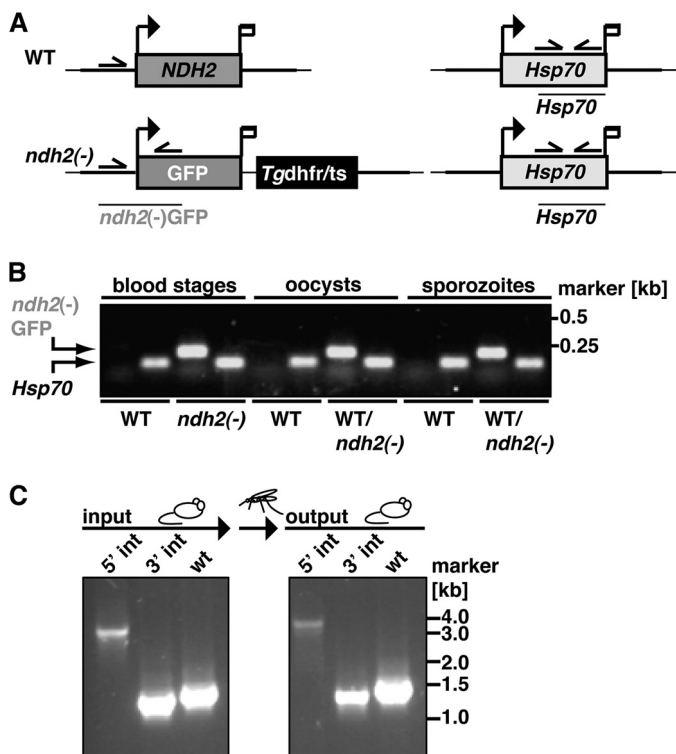 A
WT
NDH2
Hsp70
Hsp70
ndh2(-)
GFP
Tgdhfr/ts
Hsp70
ndh2(-)GFP
Hsp70
B
blood stages oocysts sporozoites marker [kb]
ndh2(-)
GFP
Hsp70
0.5
0.25
WT ndh2(-) WT WT/ndh2(-) WT WT/ndh2(-)
C
input output
5' int 3' int wt 5' int 3' int wt
marker
[kb]
4.0
3.0
2.0
1.5
1.0